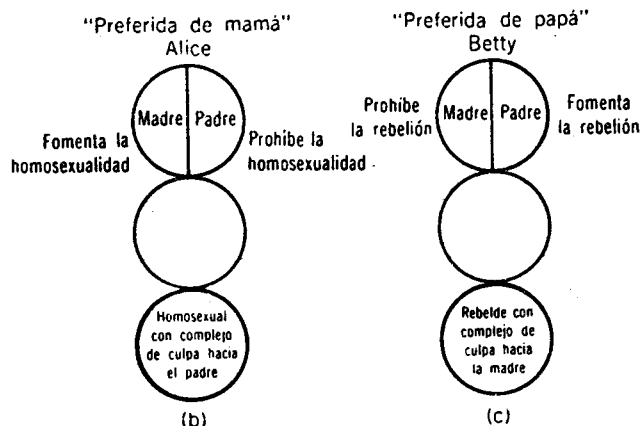 "Preferida de mamá"
Alice
Madre
Padre
Fomenta la
homosexualidad
Prohíbe la
homosexualidad
Homosexual
con complejo
de culpa hacia
el padre
(b)
"Preferida de papá"
Betty
Prohíbe
la rebelión
Madre
Padre
Fomenta
la rebelión
Rebelde con
complejo de
culpa hacia
la madre
(c)